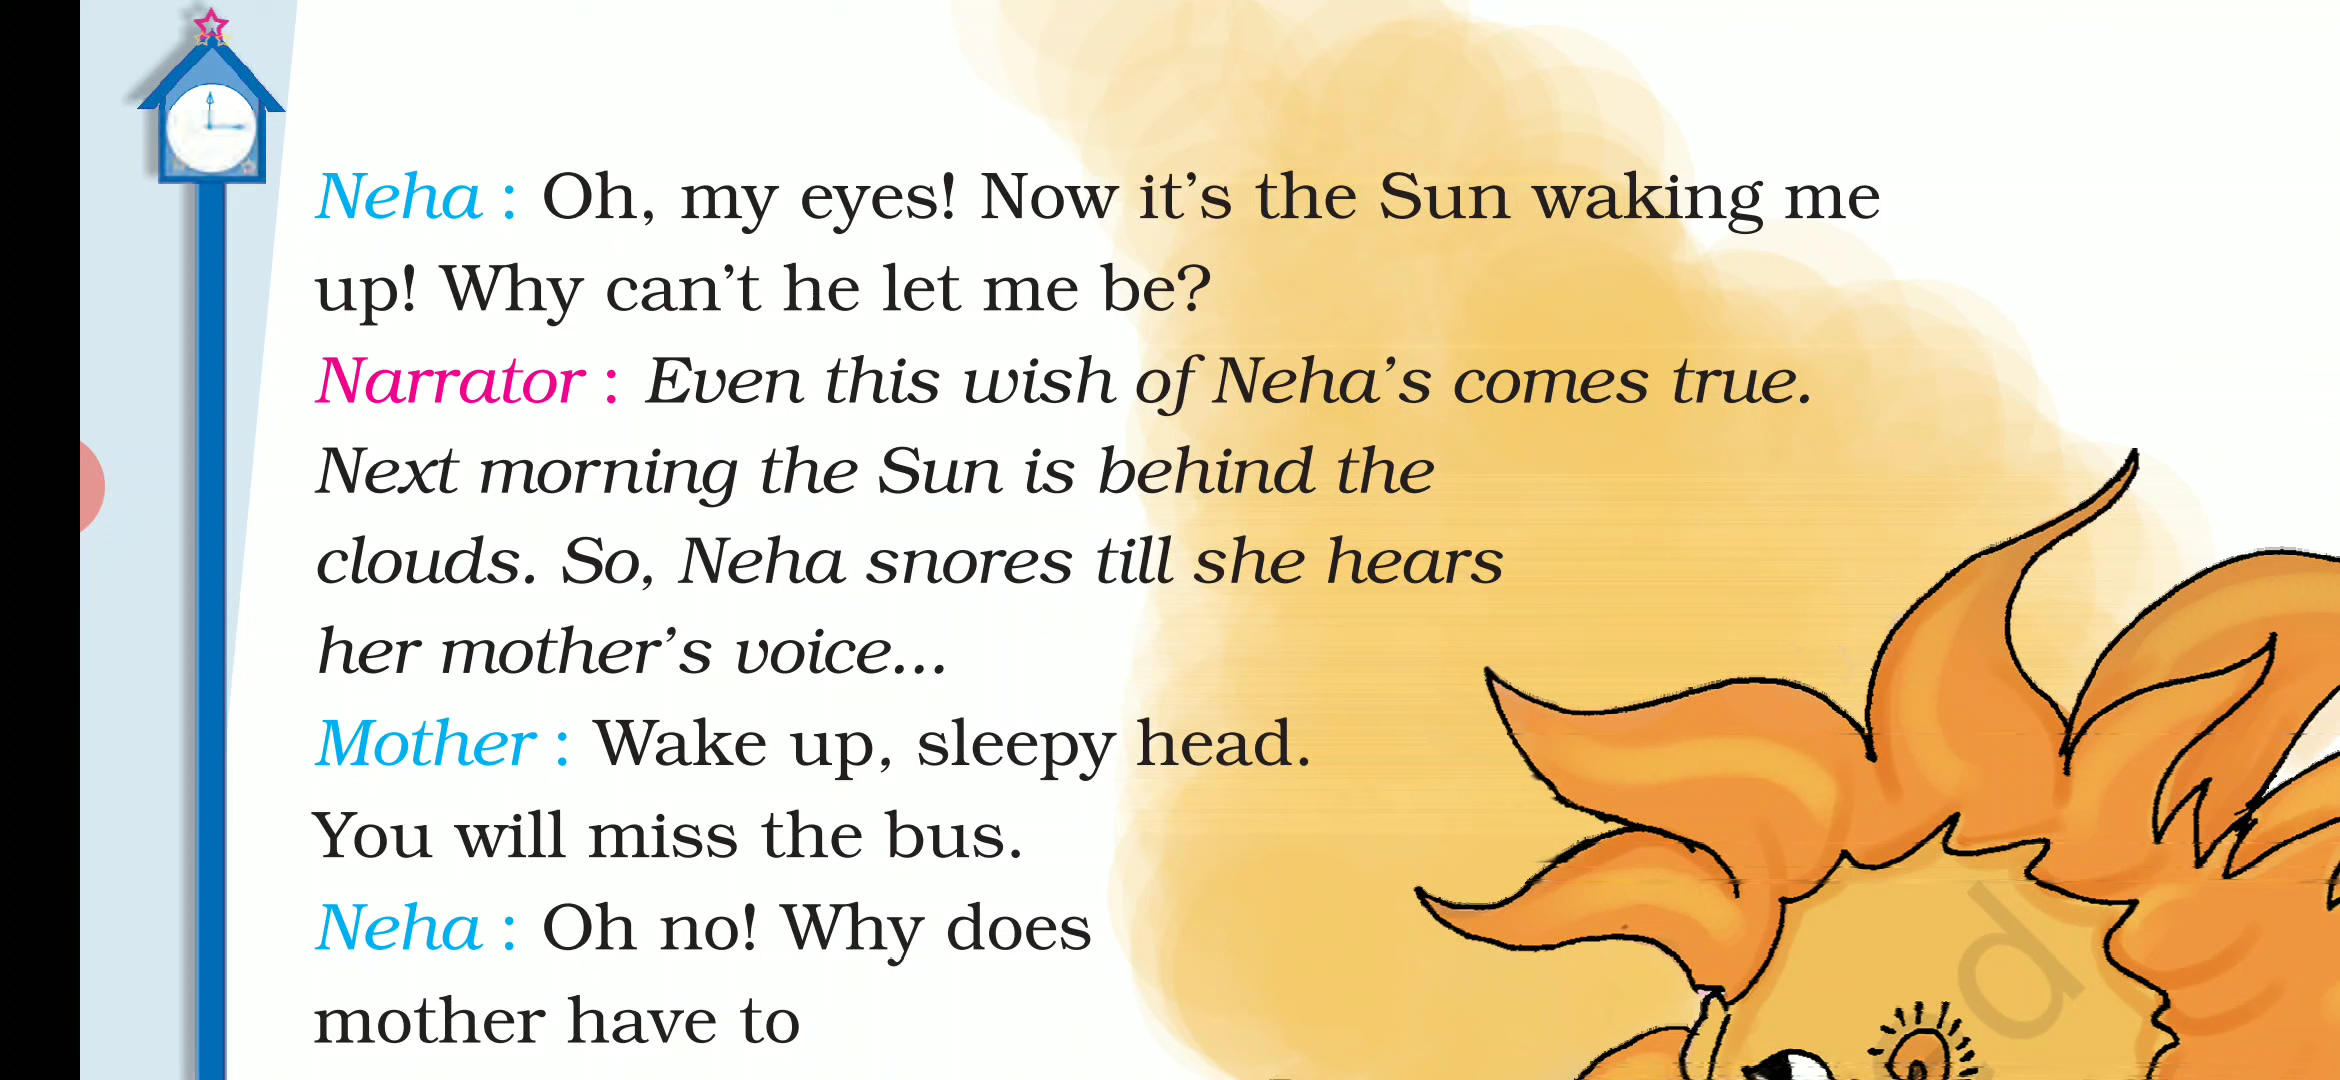 Neha : Oh, my eyes! Now it's the Sun waking me
up! Why can't he let me be?
Narrator : Even this wish of Neha's comes true.
Next morning the Sun is behind the
clouds. So, Neha snores till she hears
her mother's voice...
Mother : Wake up, sleepy head.
You will miss the bus.
Neha : Oh no! Why does
mother have to